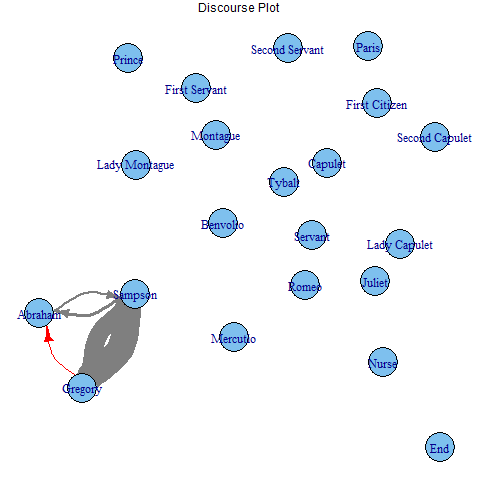 Discourse Plot
Second Servant
Paris
Prince
First Servant
First Citizen
Montague
Second Capulet
Lady Montague
Capulet
Tybalt
Benvolio
Servant
Lady Capulet
Juliet
Romeo
Sampson
Abraham
Mercutio
Nurse
Gregory
End